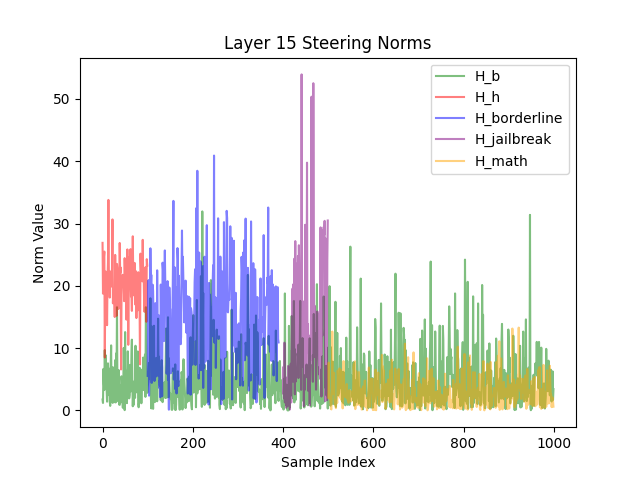 Layer 15 Steering Norms
H_b
H_h
H_borderline
H_jailbreak
H_math
Norm Value
50
40
30
20
10
0
0 200 400 600 800 1000
Sample Index